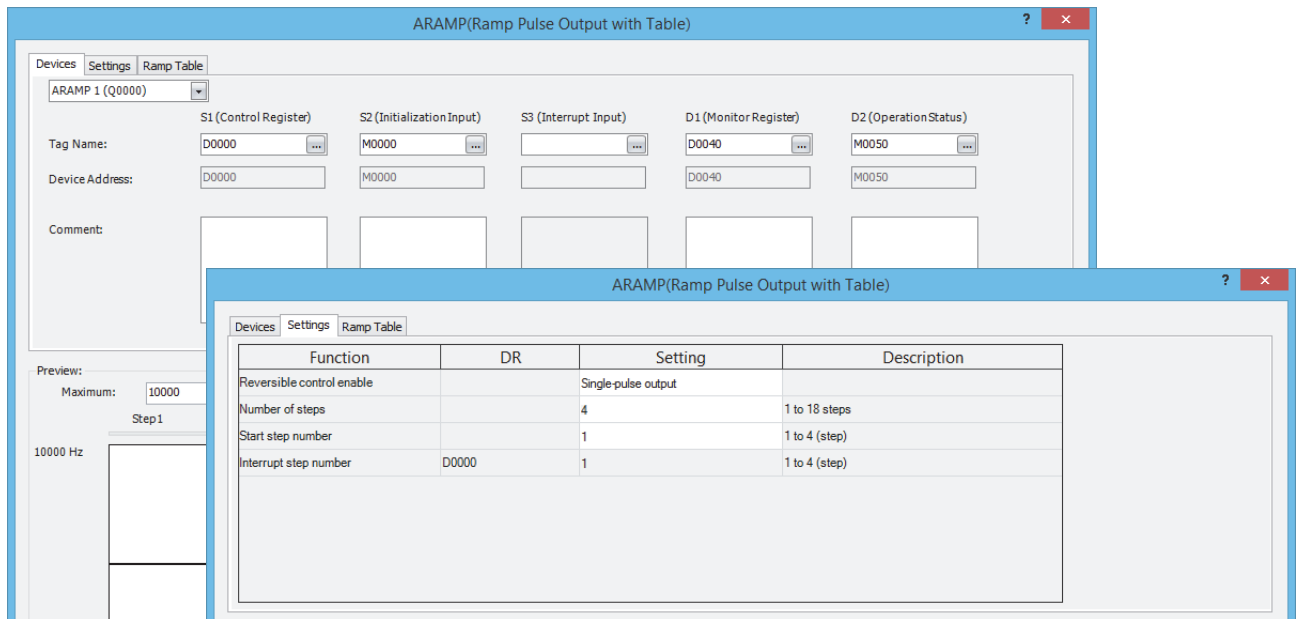 ARAMP(Ramp Pulse Output with Table)
?
Devices Settings Ramp Table
ARAMP 1 (Q0000)
S1 (Control Register) S2 (Initialization Input) S3 (Interrupt Input) D1 (Monitor Register) D2 (Operation Status)
Tag Name: D0000 ... M0000 ... ... D0040 ... M0050 ...
Device Address: D0000 M0000 D0040 M0050
Comment:
Preview:
Maximum: 10000
Step1
10000 Hz
ARAMP(Ramp Pulse Output with Table)
?
Devices Settings Ramp Table
Function DR Setting Description
Reversible control enable Single-pulse output
Number of steps 4 1 to 18 steps
Start step number 1 1 to 4 (step)
Interrupt step number D0000 1 1 to 4 (step)